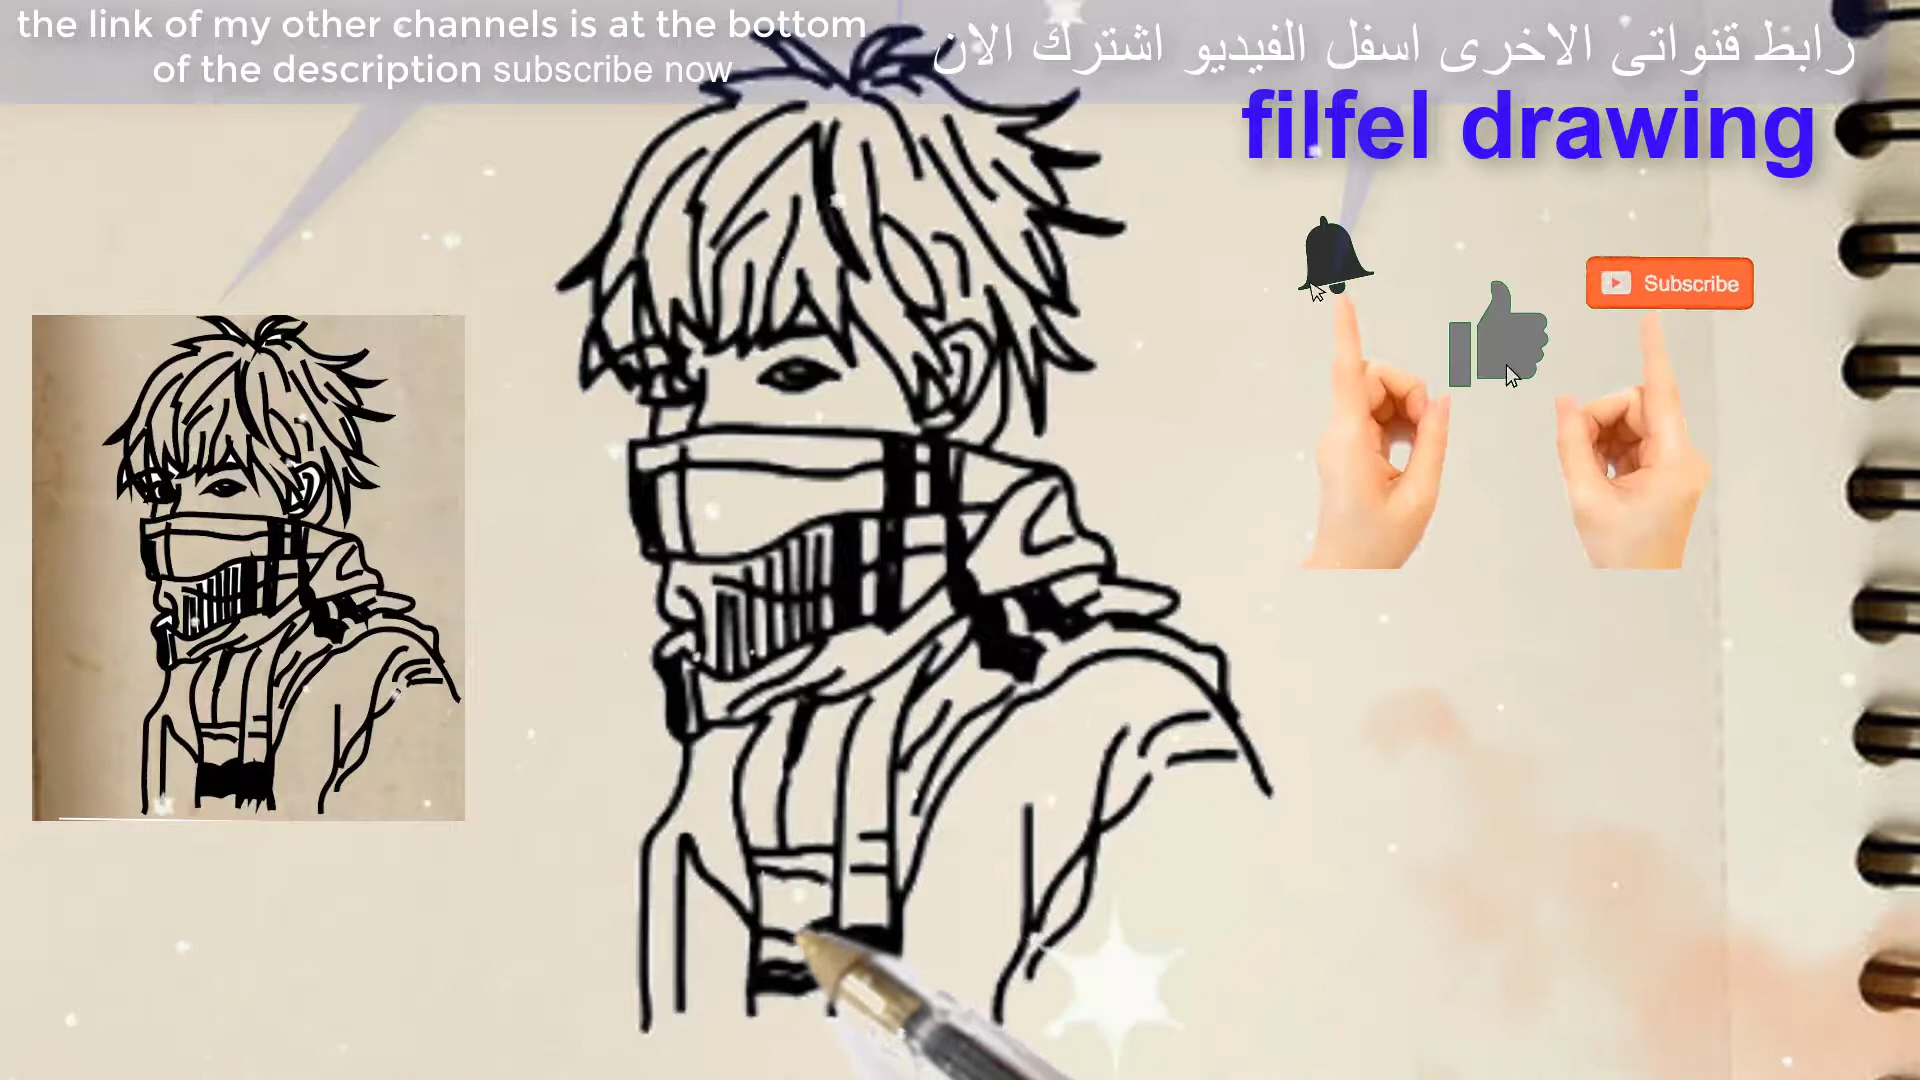 the link of my other channels is at the bottom
of the description subscribe now
رابط قنواتى الاخرى اسفل الفيديو اشترك الان
filfel drawing
Subscribe